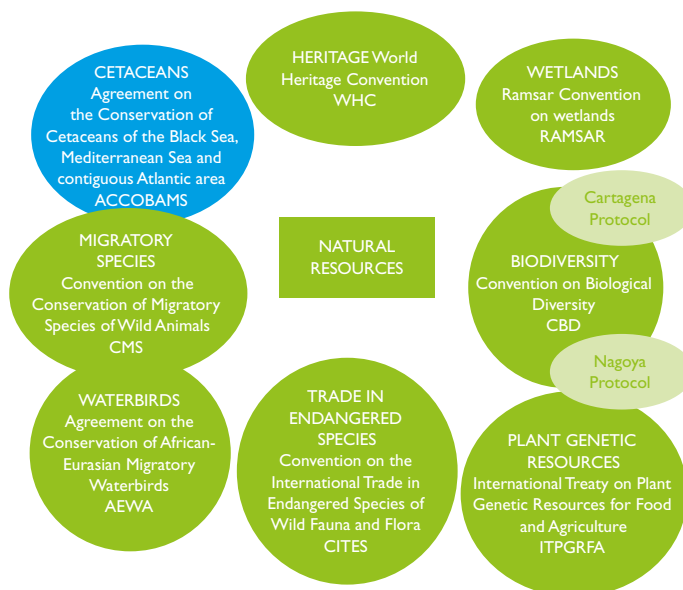 CETACEANS
Agreement on
the Conservation of
Cetaceans of the Black Sea,
Mediterranean Sea and
contiguous Atlantic area
ACCOBAMS
HERITAGE World
Heritage Convention
WHC
WETLANDS
Ramsar Convention
on wetlands
RAMSAR
MIGRATORY
SPECIES
Convention on the
Conservation of Migratory
Species of Wild Animals
CMS
NATURAL
RESOURCES
Cartagena
Protocol
BIODIVERSITY
Convention on Biological
Diversity
CBD
Nagoya
Protocol
WATERBIRDS
Agreement on the
Conservation of African-
Eurasian Migratory
Waterbirds
AEWA
TRADE IN
ENDANGERED
SPECIES
Convention on the
International Trade in
Endangered Species of
Wild Fauna and Flora
CITES
PLANT GENETIC
RESOURCES
International Treaty on Plant
Genetic Resources for Food
and Agriculture
ITPGRFA